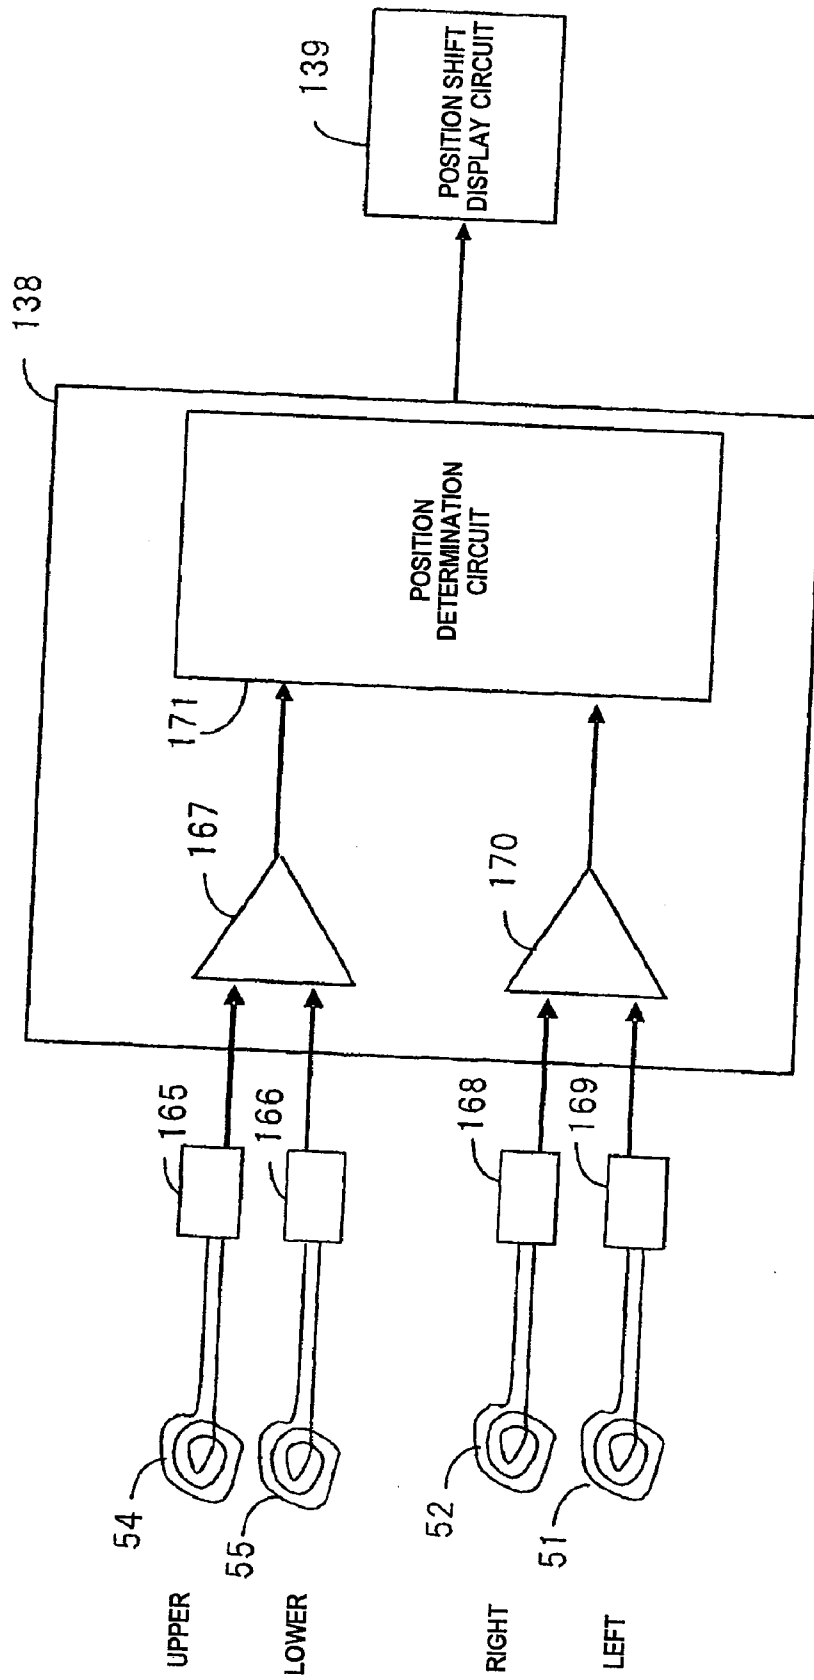 UPPER
54
165
LOWER
55
166
167
RIGHT
52
168
LEFT
51
169
170
171
POSITION
DETERMINATION
CIRCUIT
138
139
POSITION SHIFT
DISPLAY CIRCUIT